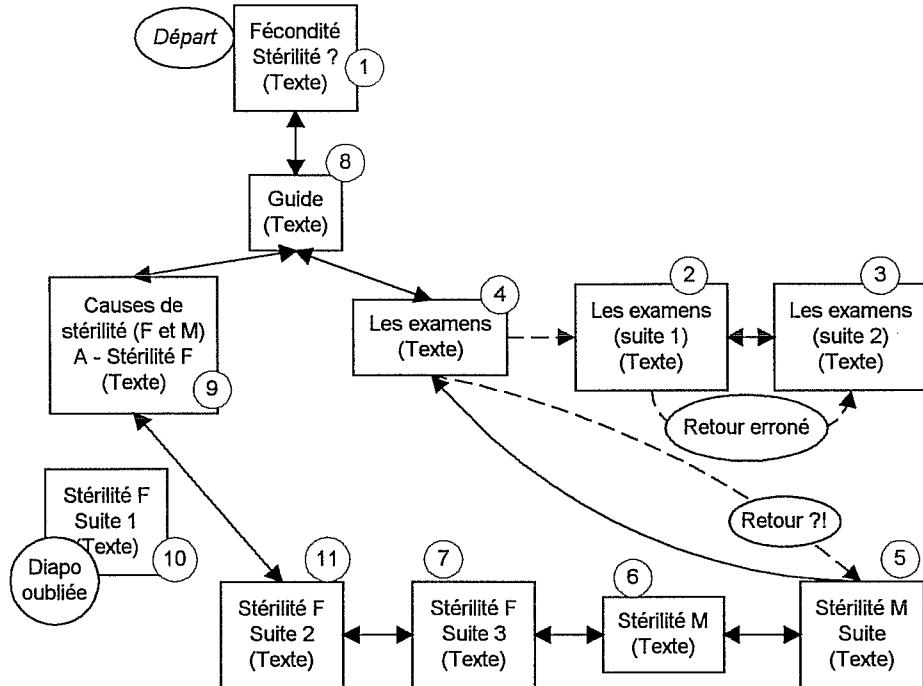 Départ
Fécondité
Stérilité ?
(Texte)
1
8
Guide
(Texte)
Causes de
stérilité (F et M)
A - Stérilité F
(Texte)
9
4
Les examens
(Texte)
2
Les examens
(suite 1)
(Texte)
3
Les examens
(suite 2)
(Texte)
Retour erroné
Retour ?!
Stérilité F
Suite 1
(Texte)
10
Diapo
oubliée
11
Stérilité F
Suite 2
(Texte)
7
Stérilité F
Suite 3
(Texte)
6
Stérilité M
(Texte)
5
Stérilité M
Suite
(Texte)